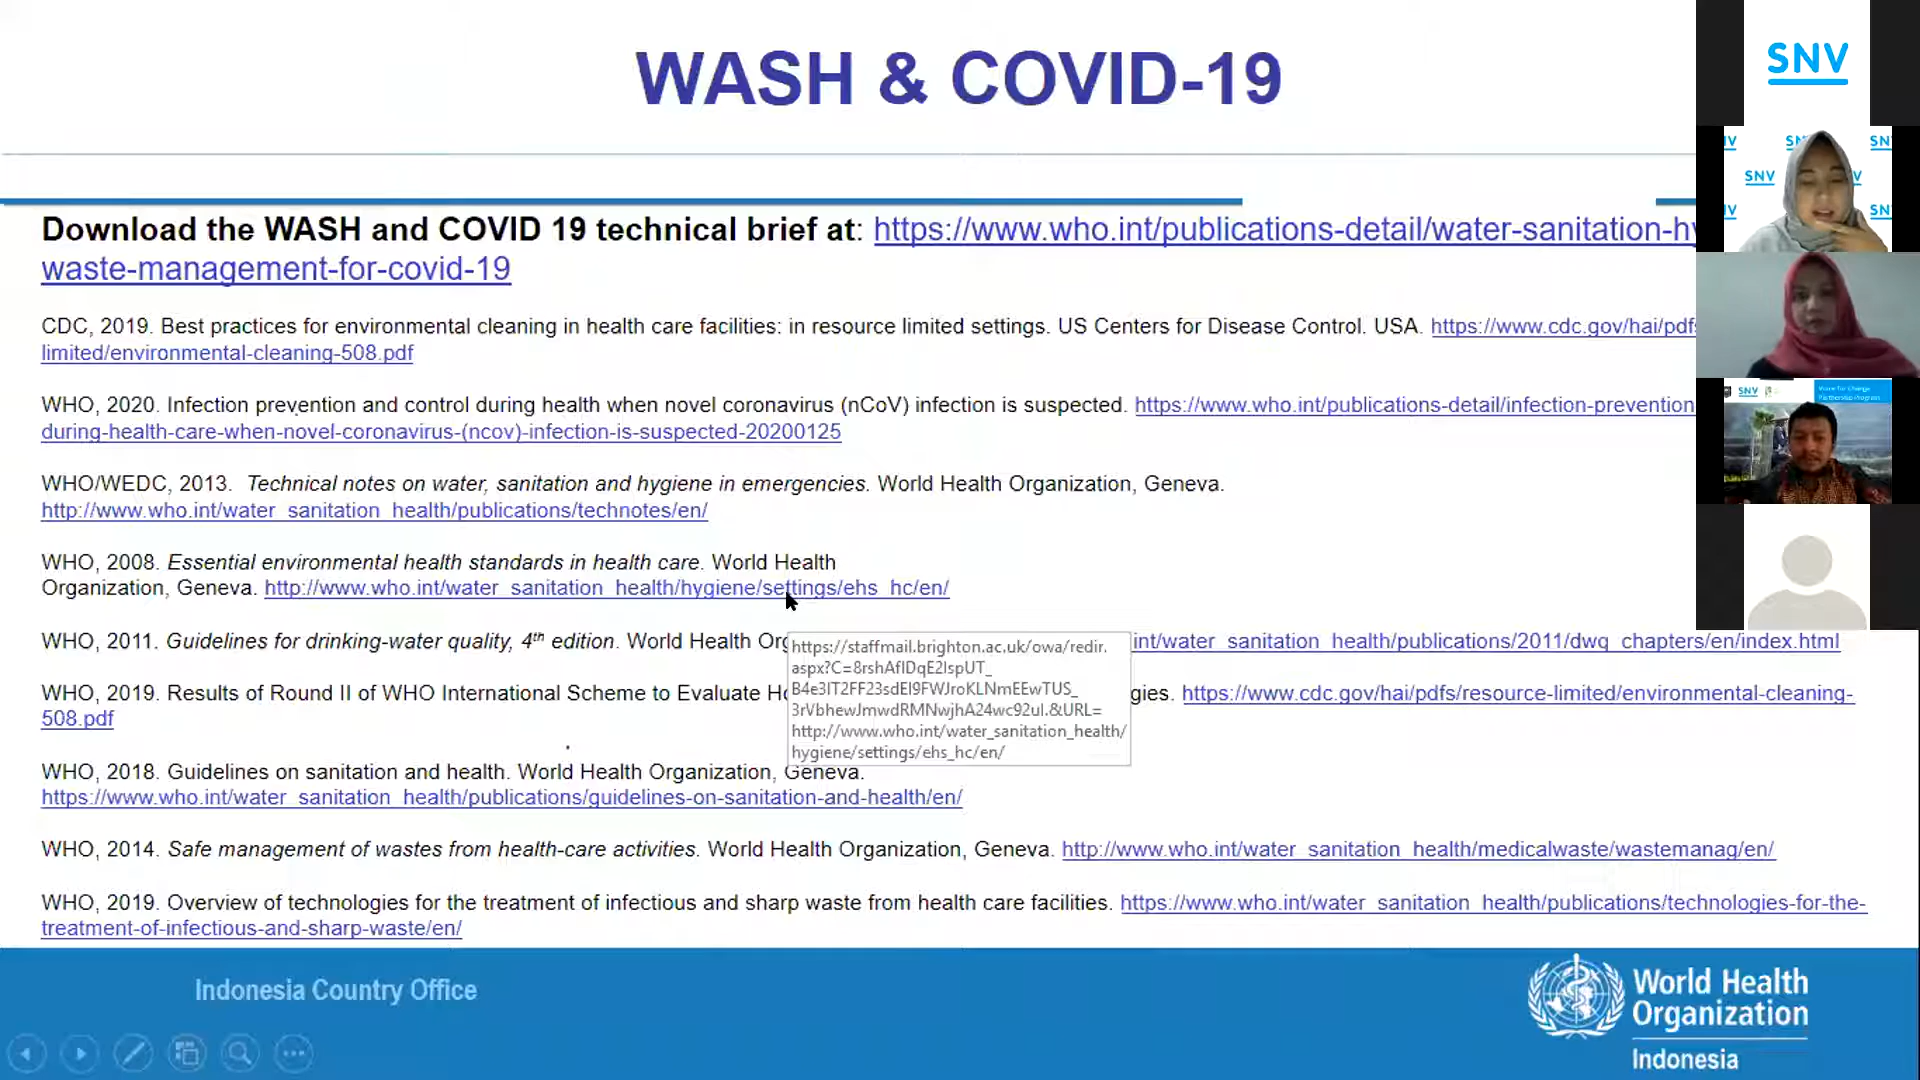 WASH & COVID-19
Download the WASH and COVID 19 technical brief at: https://www.who.int/publications-detail/water-sanitation-hy
waste-management-for-covid-19
CDC, 2019. Best practices for environmental cleaning in health care facilities: in resource limited settings. US Centers for Disease Control. USA. https://www.cdc.gov/hai/pdfs
limited/environmental-cleaning-508.pdf
WHO, 2020. Infection prevention and control during health when novel coronavirus (nCoV) infection is suspected. https://www.who.int/publications-detail/infection-prevention
during-health-care-when-novel-coronavirus-(ncov)-infection-is-suspected-20200125
WHO/WEDC, 2013. Technical notes on water, sanitation and hygiene in emergencies. World Health Organization, Geneva.
http://www.who.int/water_sanitation_health/publications/technotes/en/
WHO, 2008. Essential environmental health standards in health care. World Health
Organization, Geneva. http://www.who.int/water_sanitation_health/hygiene/settings/ehs_hc/en/
WHO, 2011. Guidelines for drinking-water quality, 4th edition. World Health Org int/water_sanitation_health/publications/2011/dwq_chapters/en/index.html
WHO, 2019. Results of Round II of WHO International Scheme to Evaluate Ho gies. https://www.cdc.gov/hai/pdfs/resource-limited/environmental-cleaning-
508.pdf
https://staffmail.brighton.ac.uk/owa/redir.
http://www.who.int/water_sanitation_health/
hygiene/settings/ehs_hc/en/
WHO, 2018. Guidelines on sanitation and health. World Health Organization, Geneva.
https://www.who.int/water_sanitation_health/publications/guidelines-on-sanitation-and-health/en/
WHO, 2014. Safe management of wastes from health-care activities. World Health Organization, Geneva. http://www.who.int/water_sanitation_health/medicalwaste/wastemanag/en/
WHO, 2019. Overview of technologies for the treatment of infectious and sharp waste from health care facilities. https://www.who.int/water_sanitation_health/publications/technologies-for-the-
treatment-of-infectious-and-sharp-waste/en/
Indonesia Country Office
World Health
Organization
Indonesia
SNV
SNV
SNV